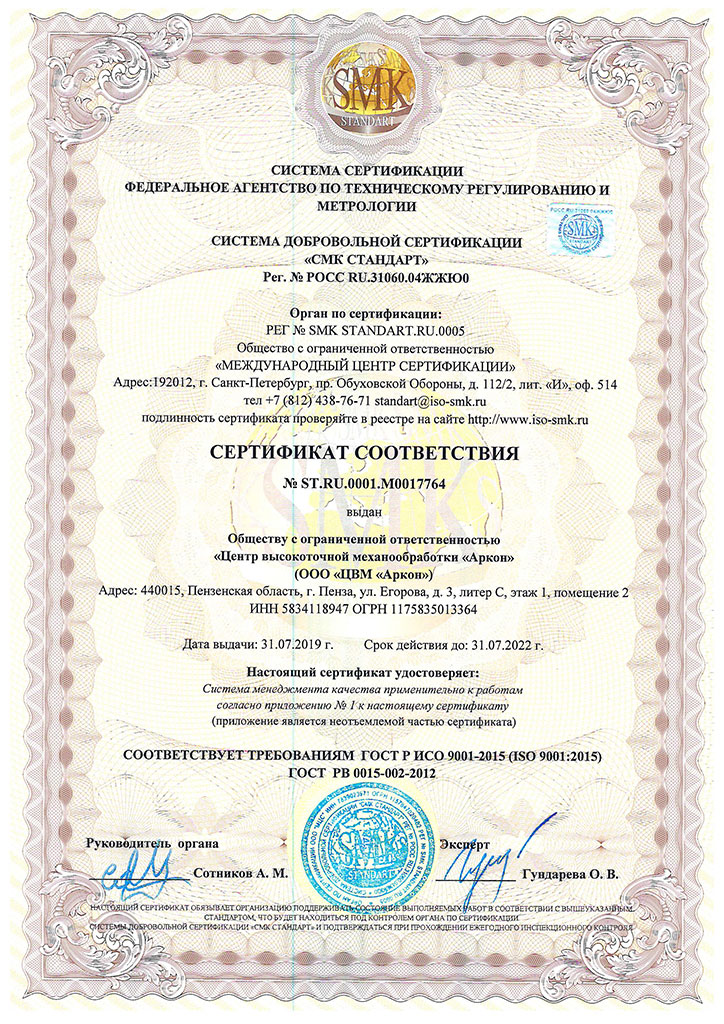 SMK
STANDART
СИСТЕМА СЕРТИФИКАЦИИ
ФЕДЕРАЛЬНОЕ АГЕНТСТВО ПО ТЕХНИЧЕСКОМУ РЕГУЛИРОВАНИЮ И
МЕТРОЛОГИИ
SMK
СИСТЕМА ДОБРОВОЛЬНОЙ СЕРТИФИКАЦИИ
«СМК СТАНДАРТ»
Рег. № РОСС RU.31060.04ЖЖЮ0
Орган по сертификации:
РЕГ № SMK STANDART.RU.0005
Общество с ограниченной ответственностью
«МЕЖДУНАРОДНЫЙ ЦЕНТР СЕРТИФИКАЦИИ»
Адрес:192012, г. Санкт-Петербург, пр. Обуховской Обороны, д. 112/2, лит. «И», оф. 514
тел +7 (812) 438-76-71 standart@iso-smk.ru
подлинность сертификата проверяйте в реестре на сайте http://www.iso-smk.ru
СЕРТИФИКАТ СООТВЕТСТВИЯ
№ ST.RU.0001.M0017764
выдан
Обществу с ограниченной ответственностью
«Центр высокоточной механообработки «Аркон»
(ООО «ЦВМ «Аркон»)
Адрес: 440015, Пензенская область, г. Пенза, ул. Егорова, д. 3, литер С, этаж 1, помещение 2
ИНН 5834118947 ОГРН 1175835013364
Дата выдачи: 31.07.2019 г. Срок действия до: 31.07.2022 г.
Настоящий сертификат удостоверяет:
Система менеджмента качества применительно к работам
согласно приложению № 1 к настоящему сертификату
(приложение является неотъемлемой частью сертификата)
СООТВЕТСТВУЕТ ТРЕБОВАНИЯМ ГОСТ Р ИСО 9001-2015 (ISO 9001:2015)
ГОСТ РВ 0015-002-2012
Руководитель органа
Эксперт
STANDART
Сотников А. М.
Гундарева О. В.
НАСТОЯЩИЙ СЕРТИФИКАТ ОБЯЗЫВАЕТ ОРГАНИЗАЦИЮ ПОДДЕРЖИВАТЬ СОСТОЯНИЕ ВЫПОЛНЯЕМЫХ РАБОТ В СООТВЕТСТВИИ С ВЫШЕУКАЗАННЫМ
СТАНДАРТОМ, ЧТО БУДЕТ НАХОДИТЬСЯ ПОД КОНТРОЛЕМ ОРГАНА ПО СЕРТИФИКАЦИИ
СИСТЕМЫ ДОБРОВОЛЬНОЙ СЕРТИФИКАЦИИ «СМК СТАНДАРТ» И ПОДТВЕРЖДАТЬСЯ ПРИ ПРОХОЖДЕНИИ ЕЖЕГОДНОГО ИНСПЕКЦИОННОГО КОНТРОЛЯ